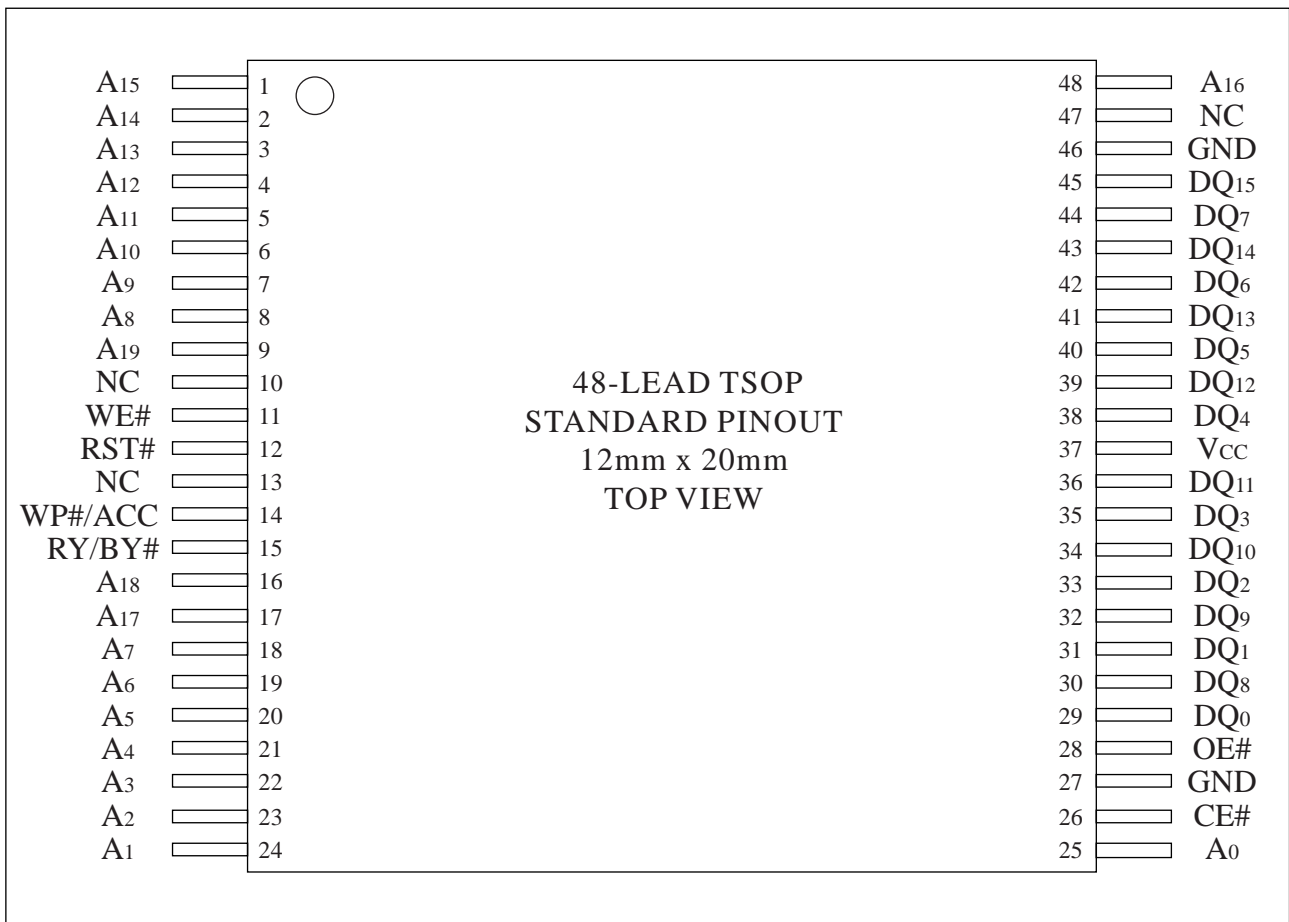 A15 1 48 A16
A14 2 47 NC
A13 3 46 GND
A12 4 45 DQ15
A11 5 44 DQ7
A10 6 43 DQ14
A9 7 42 DQ6
A8 8 41 DQ13
A19 9 40 DQ5
NC 10 39 DQ12
WE# 11 38 DQ4
RST# 12 37 VCC
NC 13 36 DQ11
WP#/ACC 14 35 DQ3
RY/BY# 15 34 DQ10
A18 16 33 DQ2
A17 17 32 DQ9
A7 18 31 DQ1
A6 19 30 DQ8
A5 20 29 DQ0
A4 21 28 OE#
A3 22 27 GND
A2 23 26 CE#
A1 24 25 A0
48-LEAD TSOP
STANDARD PINOUT
12mm x 20mm
TOP VIEW